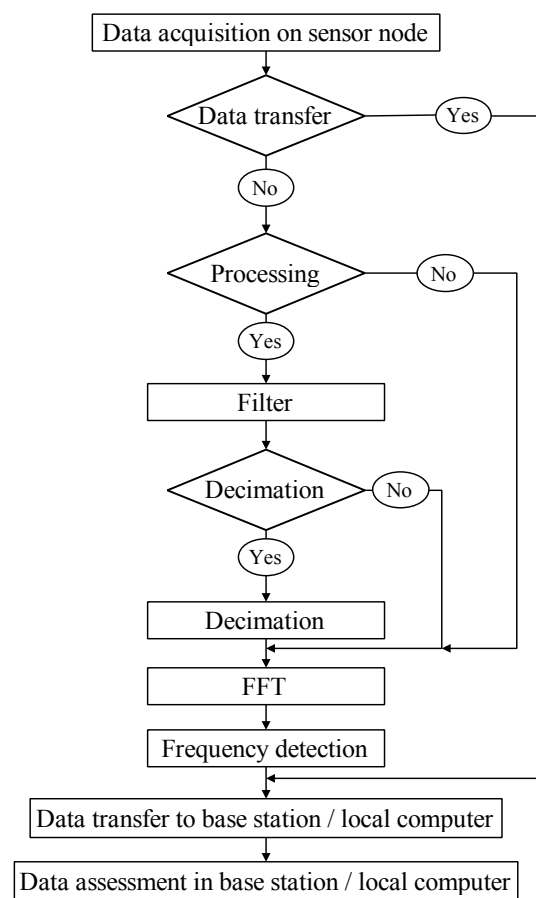 Data acquisition on sensor node
Data transfer
Yes
No
Processing
No
Yes
Filter
Decimation
No
Yes
Decimation
FFT
Frequency detection
Data transfer to base station / local computer
Data assessment in base station / local computer